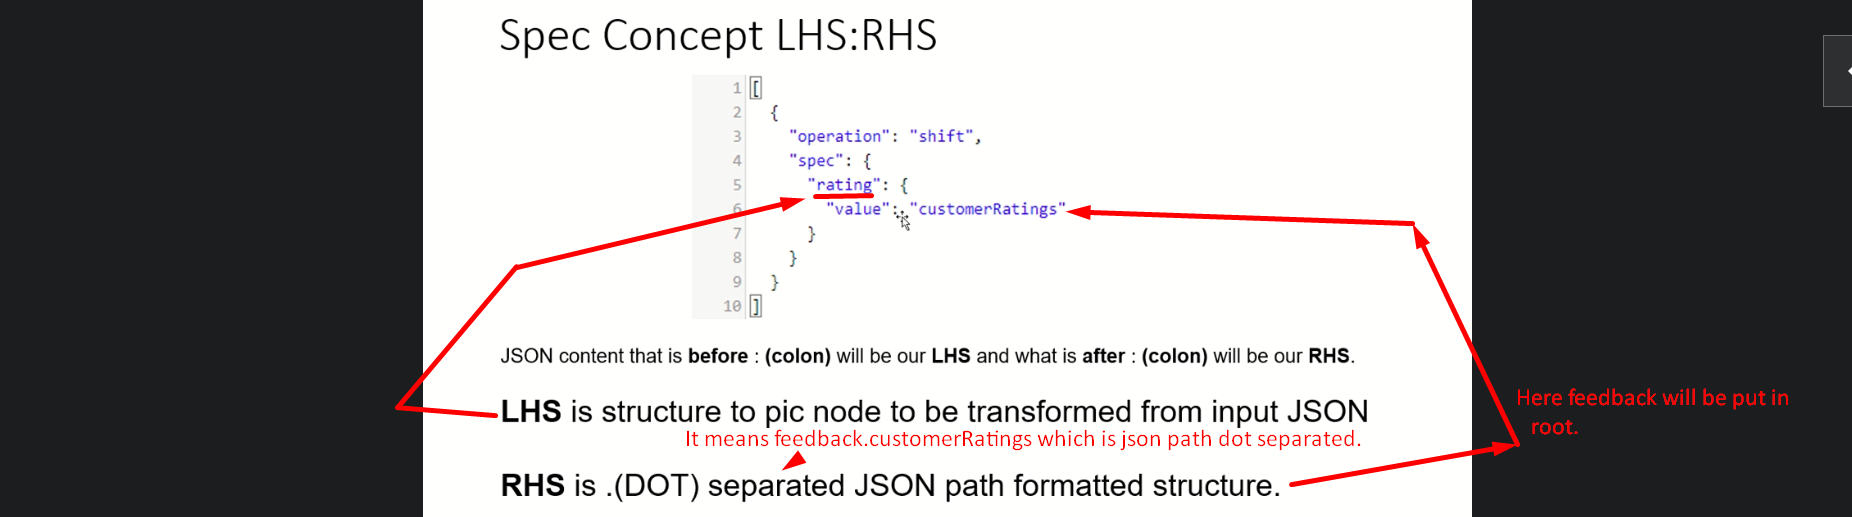 Spec Concept LHS:RHS
1 [
2 {
3 "operation": "shift",
4 "spec": {
5 "rating": {
6 "value": "customerRatings"
7 }
8 }
9 }
10 ]
JSON content that is before : (colon) will be our LHS and what is after : (colon) will be our RHS.
LHS is structure to pic node to be transformed from input JSON
It means feedback.customerRatings which is json path dot separated.
RHS is .(DOT) separated JSON path formatted structure.
Here feedback will be put in
root.